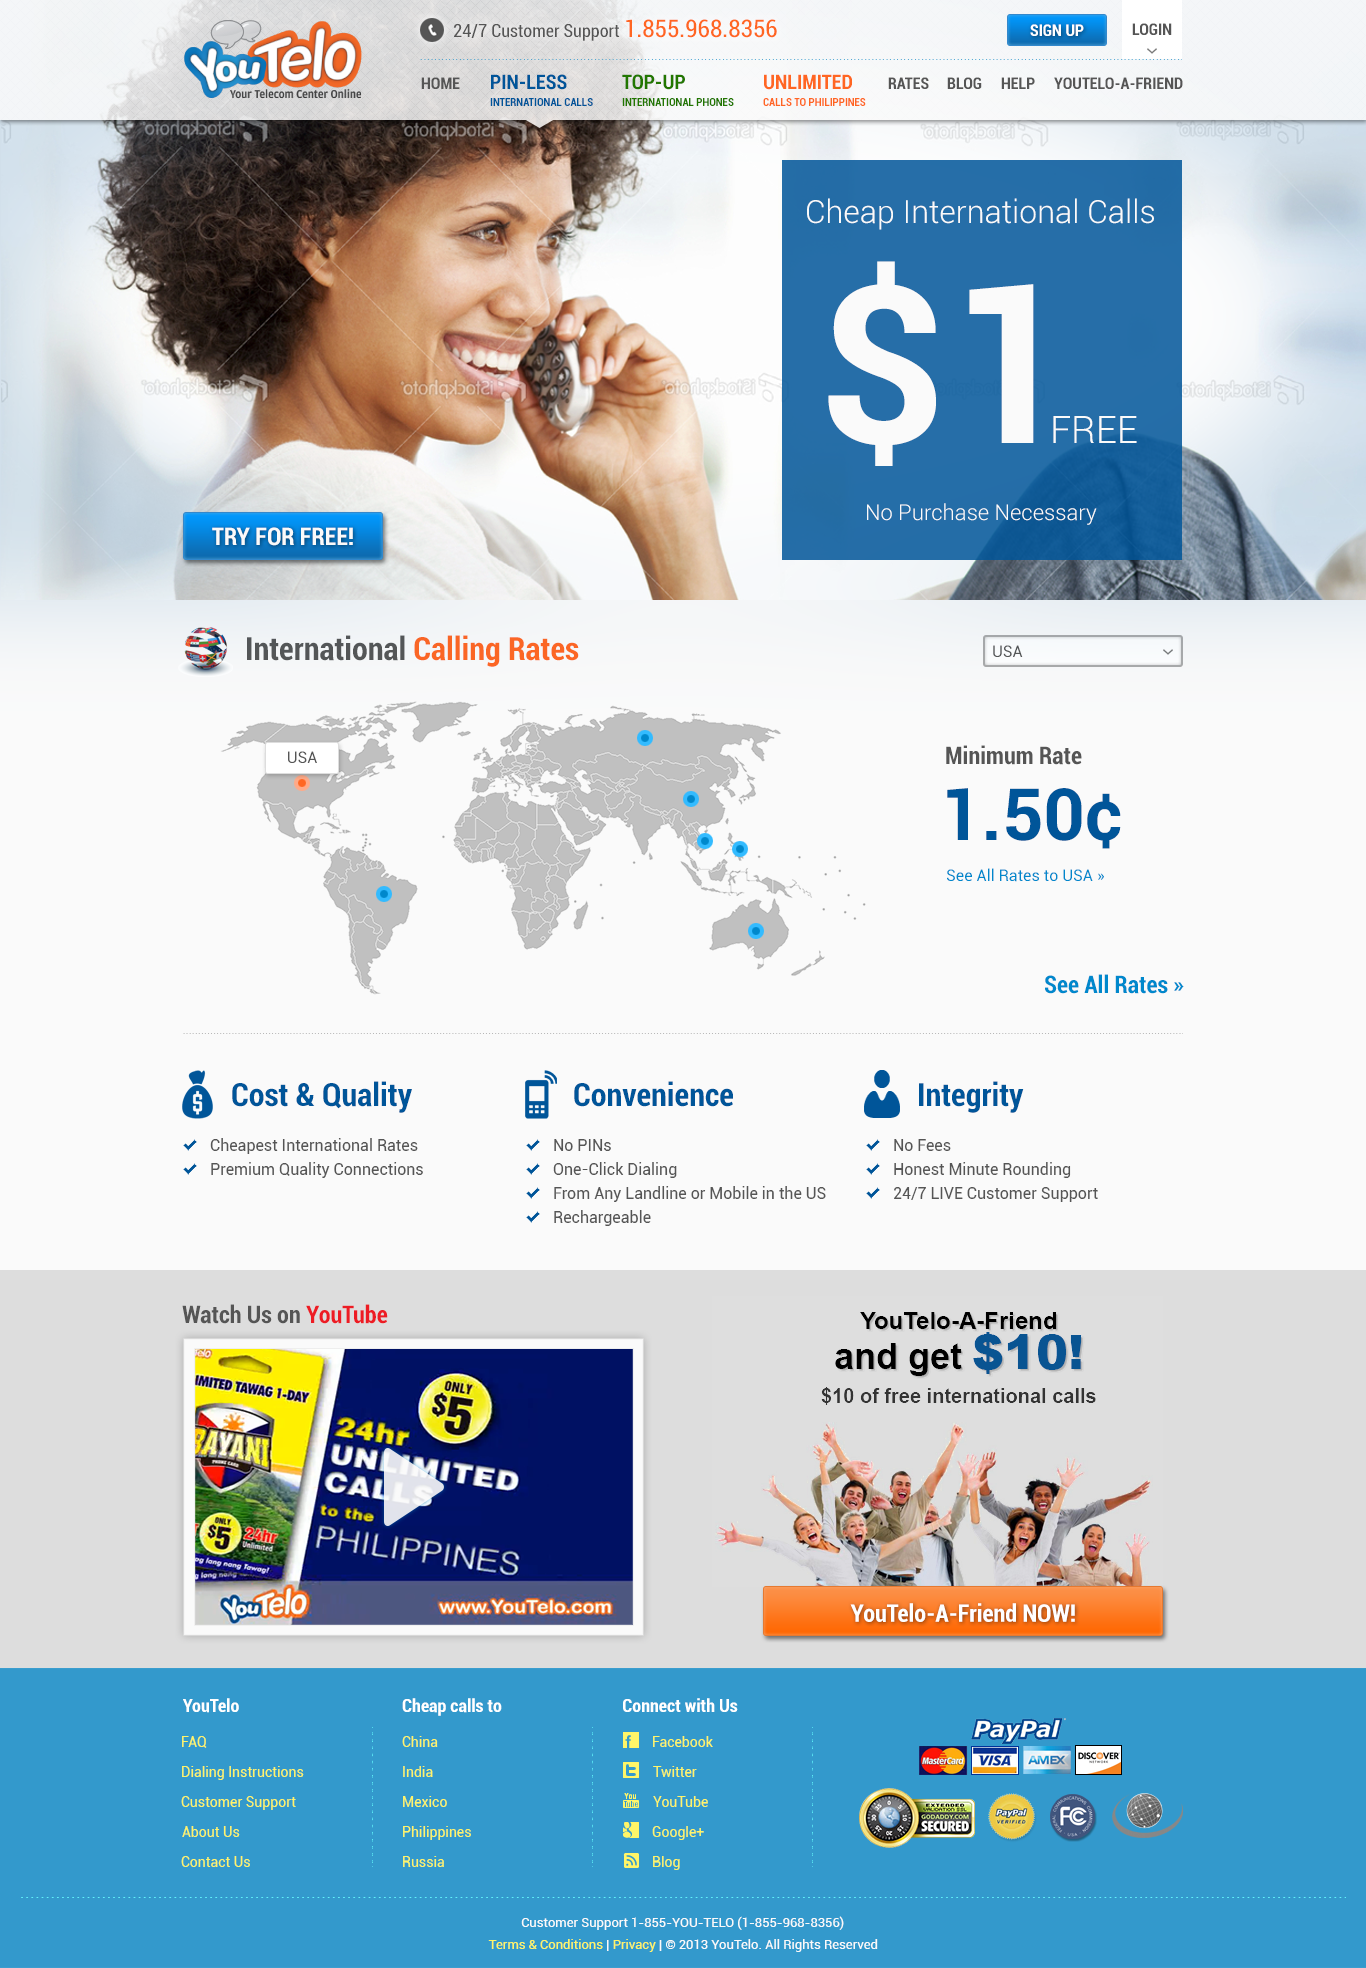 YouTelo
Your Telecom Center Online
24/7 Customer Support 1.855.968.8356
SIGN UP
LOGIN
HOME
PIN-LESS
INTERNATIONAL CALLS
TOP-UP
INTERNATIONAL PHONES
UNLIMITED
CALLS TO PHILIPPINES
RATES
BLOG
HELP
YOUTELO-A-FRIEND
iStockphoto
Cheap International Calls
$1 FREE
No Purchase Necessary
TRY FOR FREE!
International Calling Rates
USA
USA
Minimum Rate
1.50¢
See All Rates to USA »
See All Rates »
Cost & Quality
Cheapest International Rates
Premium Quality Connections
Convenience
No PINs
One-Click Dialing
From Any Landline or Mobile in the US
Rechargeable
Integrity
No Fees
Honest Minute Rounding
24/7 LIVE Customer Support
Watch Us on YouTube
Telo
IMITED TAWAG 1-DAY
BAYANI
PHONE CARD
$5
24hr
Unlimited
ONLY
$5
24hr
UNLIMITED
CALLS
to the
PHILIPPINES
YouTelo
www.YouTelo.com
YouTelo-A-Friend
and get $10!
$10 of free international calls
YouTelo-A-Friend NOW!
YouTelo
FAQ
Dialing Instructions
Customer Support
About Us
Contact Us
Cheap calls to
China
India
Mexico
Philippines
Russia
Connect with Us
Facebook
Twitter
YouTube
Google+
Blog
PayPal
MasterCard
VISA
AMEX
DISCOVER
NETWORK
EXTENDED
VALIDATION SSL
GODADDY.COM
SECURED
PayPal
VERIFIED
FC
Customer Support 1-855-YOU-TELO (1-855-968-8356)
Terms & Conditions | Privacy | © 2013 YouTelo. All Rights Reserved